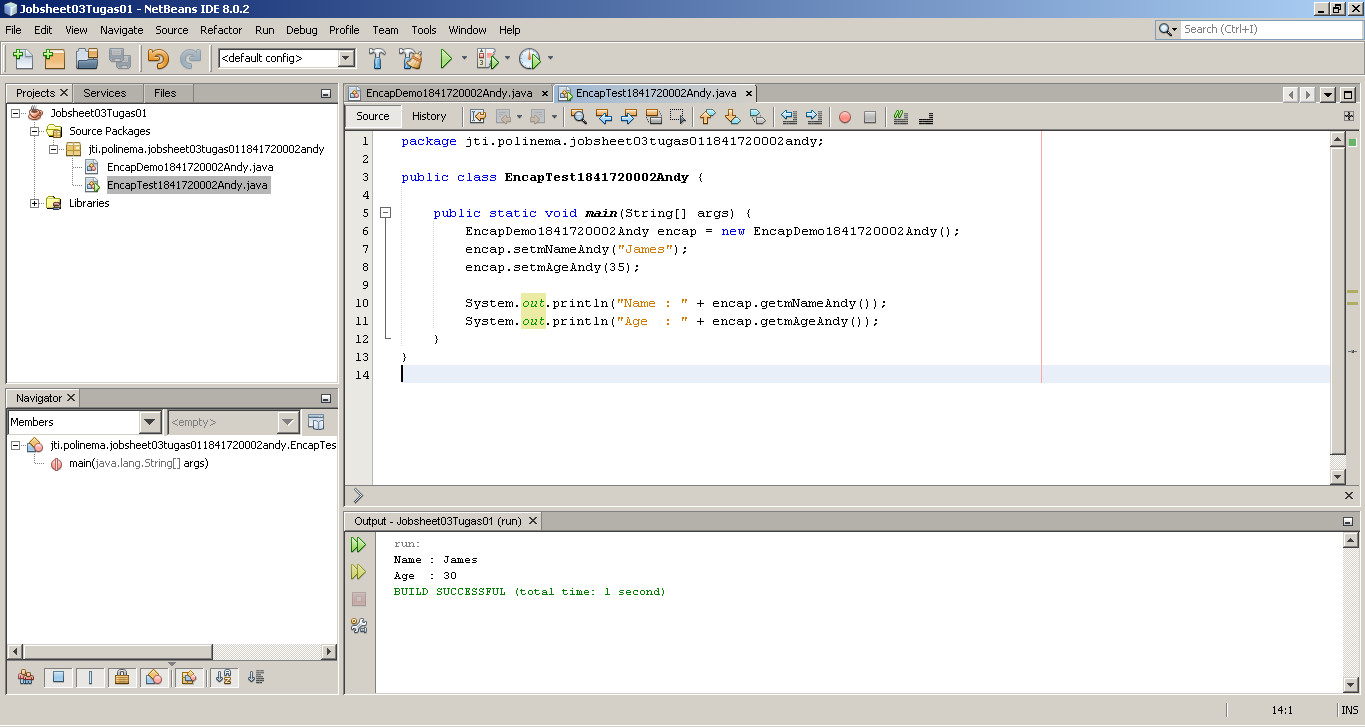 Jobsheet03Tugas01 - NetBeans IDE 8.0.2
File Edit View Navigate Source Refactor Run Debug Profile Team Tools Window Help
Search (Ctrl+I)
<default config>
Projects Services Files
Jobsheet03Tugas01
Source Packages
jti.polinema.jobsheet03tugas011841720002andy
EncapDemo1841720002Andy.java
EncapTest1841720002Andy.java
Libraries
Navigator
Members <empty>
jti.polinema.jobsheet03tugas011841720002andy.EncapTes
main(java.lang.String[] args)
EncapDemo1841720002Andy.java EncapTest1841720002Andy.java
Source History
1 package jti.polinema.jobsheet03tugas011841720002andy;
2
3 public class EncapTest1841720002Andy {
4
5 public static void main(String[] args) {
6 EncapDemo1841720002Andy encap = new EncapDemo1841720002Andy();
7 encap.setmNameAndy("James");
8 encap.setmAgeAndy(35);
9
10 System.out.println("Name : " + encap.getmNameAndy());
11 System.out.println("Age  : " + encap.getmAgeAndy());
12 }
13 }
14
Output - Jobsheet03Tugas01 (run)
run:
Name : James
Age  : 30
BUILD SUCCESSFUL (total time: 1 second)
14:1 INS